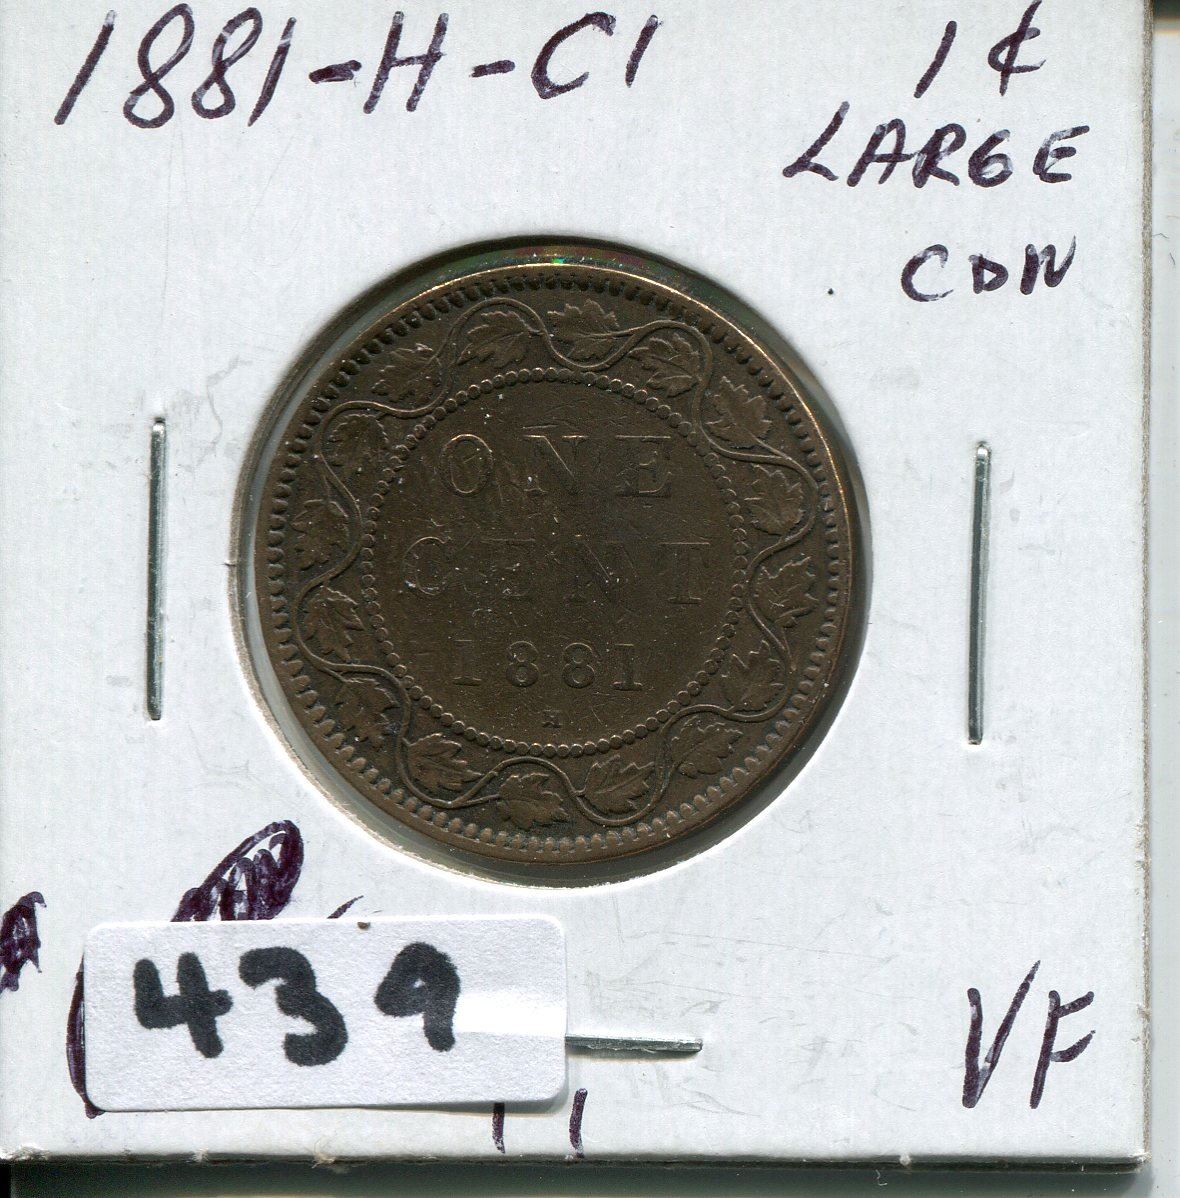 1881-H-C1
1¢
LARGE
CDN
ONE
CENT
1881
H
439
VF